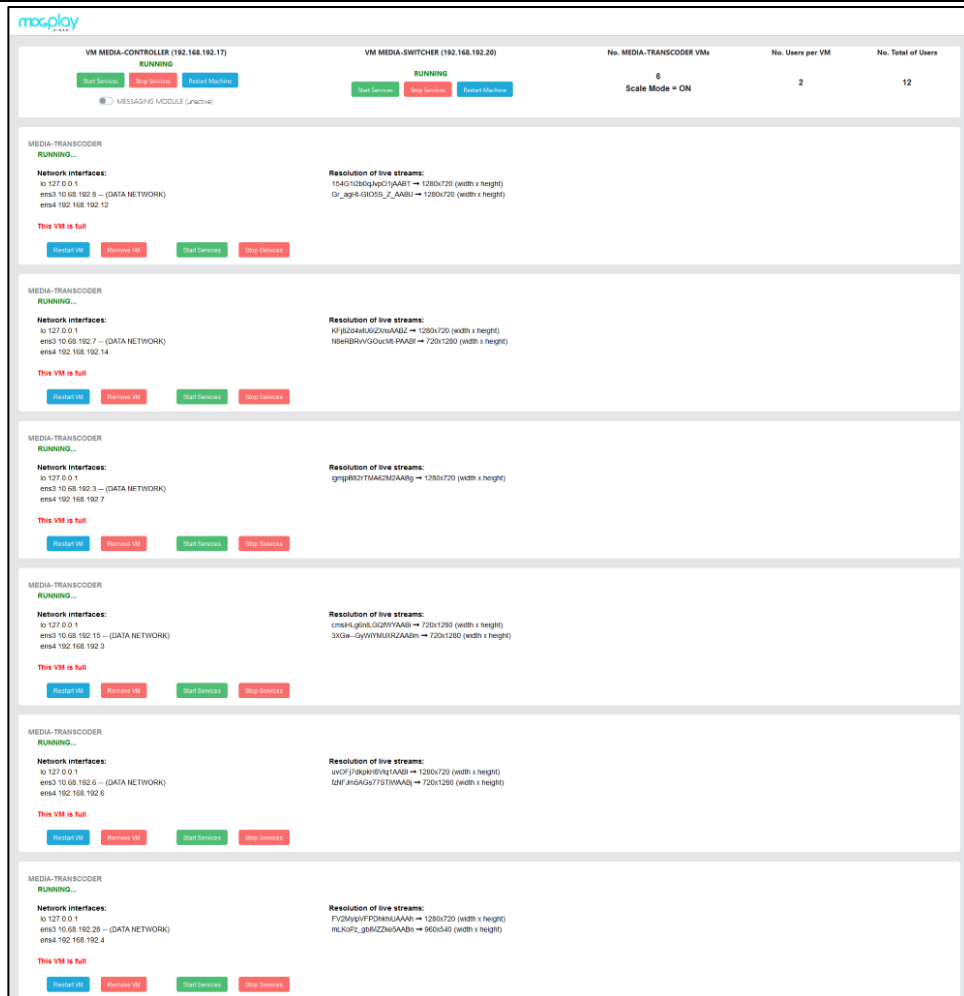 mogplay
VIDEO
VM MEDIA-CONTROLLER (192.168.192.17)
RUNNING
Start Services Stop Services Restart Machine
MESSAGING MODULE (unactive)
VM MEDIA-SWITCHER (192.168.192.20)
RUNNING
Start Services Stop Services Restart Machine
No. MEDIA-TRANSCODER VMs
6
Scale Mode = ON
No. Users per VM
2
No. Total of Users
12
MEDIA-TRANSCODER
RUNNING...
Network interfaces:
lo 127.0.0.1
ens3 10.68.192.8 -- (DATA NETWORK)
ens4 192.168.192.12
Resolution of live streams:
➞ 1280x720 (width x height)
➞ 1280x720 (width x height)
This VM is full
Restart VM Remove VM Start Services Stop Services
MEDIA-TRANSCODER
RUNNING...
Network interfaces:
lo 127.0.0.1
ens3 10.68.192.7 -- (DATA NETWORK)
ens4 192.168.192.14
Resolution of live streams:
➞ 1280x720 (width x height)
➞ 720x1280 (width x height)
This VM is full
Restart VM Remove VM Start Services Stop Services
MEDIA-TRANSCODER
RUNNING...
Network interfaces:
lo 127.0.0.1
ens3 10.68.192.3 -- (DATA NETWORK)
ens4 192.168.192.7
Resolution of live streams:
➞ 1280x720 (width x height)
This VM is full
Restart VM Remove VM Start Services Stop Services
MEDIA-TRANSCODER
RUNNING...
Network interfaces:
lo 127.0.0.1
ens3 10.68.192.15 -- (DATA NETWORK)
ens4 192.168.192.3
Resolution of live streams:
➞ 720x1280 (width x height)
➞ 720x1280 (width x height)
This VM is full
Restart VM Remove VM Start Services Stop Services
MEDIA-TRANSCODER
RUNNING...
Network interfaces:
lo 127.0.0.1
ens3 10.68.192.6 -- (DATA NETWORK)
ens4 192.168.192.6
Resolution of live streams:
➞ 1280x720 (width x height)
➞ 720x1280 (width x height)
This VM is full
Restart VM Remove VM Start Services Stop Services
MEDIA-TRANSCODER
RUNNING...
Network interfaces:
lo 127.0.0.1
ens3 10.68.192.28 -- (DATA NETWORK)
ens4 192.168.192.4
Resolution of live streams:
➞ 1280x720 (width x height)
➞ 960x540 (width x height)
This VM is full
Restart VM Remove VM Start Services Stop Services